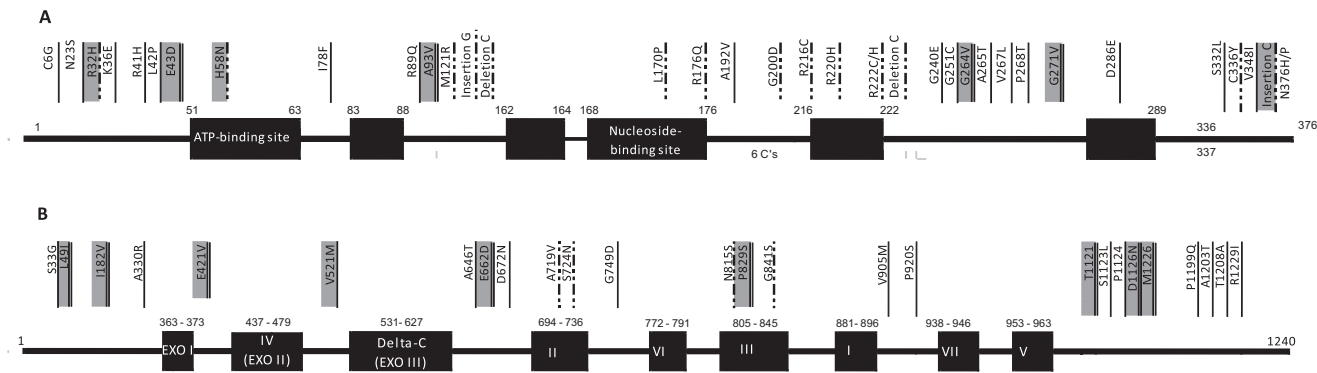 A
C6G N23S R32H K36E R41H L42P E43D H58N I78F R89Q A93V M121R Insertion G Deletion C L170P R176Q A192V G200D R216C R220H R222C/H Deletion C G240E G251C G264V A265T V267L P268T G271V D286E S332L C336Y V348I Insertion C N376H/P
1 51 63 83 88 162 164 168 176 216 222 289 336 376
ATP-binding site Nucleoside-
binding site
6 C's 337
B
S33G L49I I182V A330R E421V V521M A646T E662D D672N A719V S724N G749D N815S P829S G841S V905M P920S T1121 S1123L P1124 D1126N M1226 P1199Q A1203T T1208A R1229I
1 363 - 373 437 - 479 531- 627 694 - 736 772 - 791 805 - 845 881 - 896 938 - 946 953 - 963 1240
EXO I IV
(EXO II) Delta-C
(EXO III) II VI III I VII V